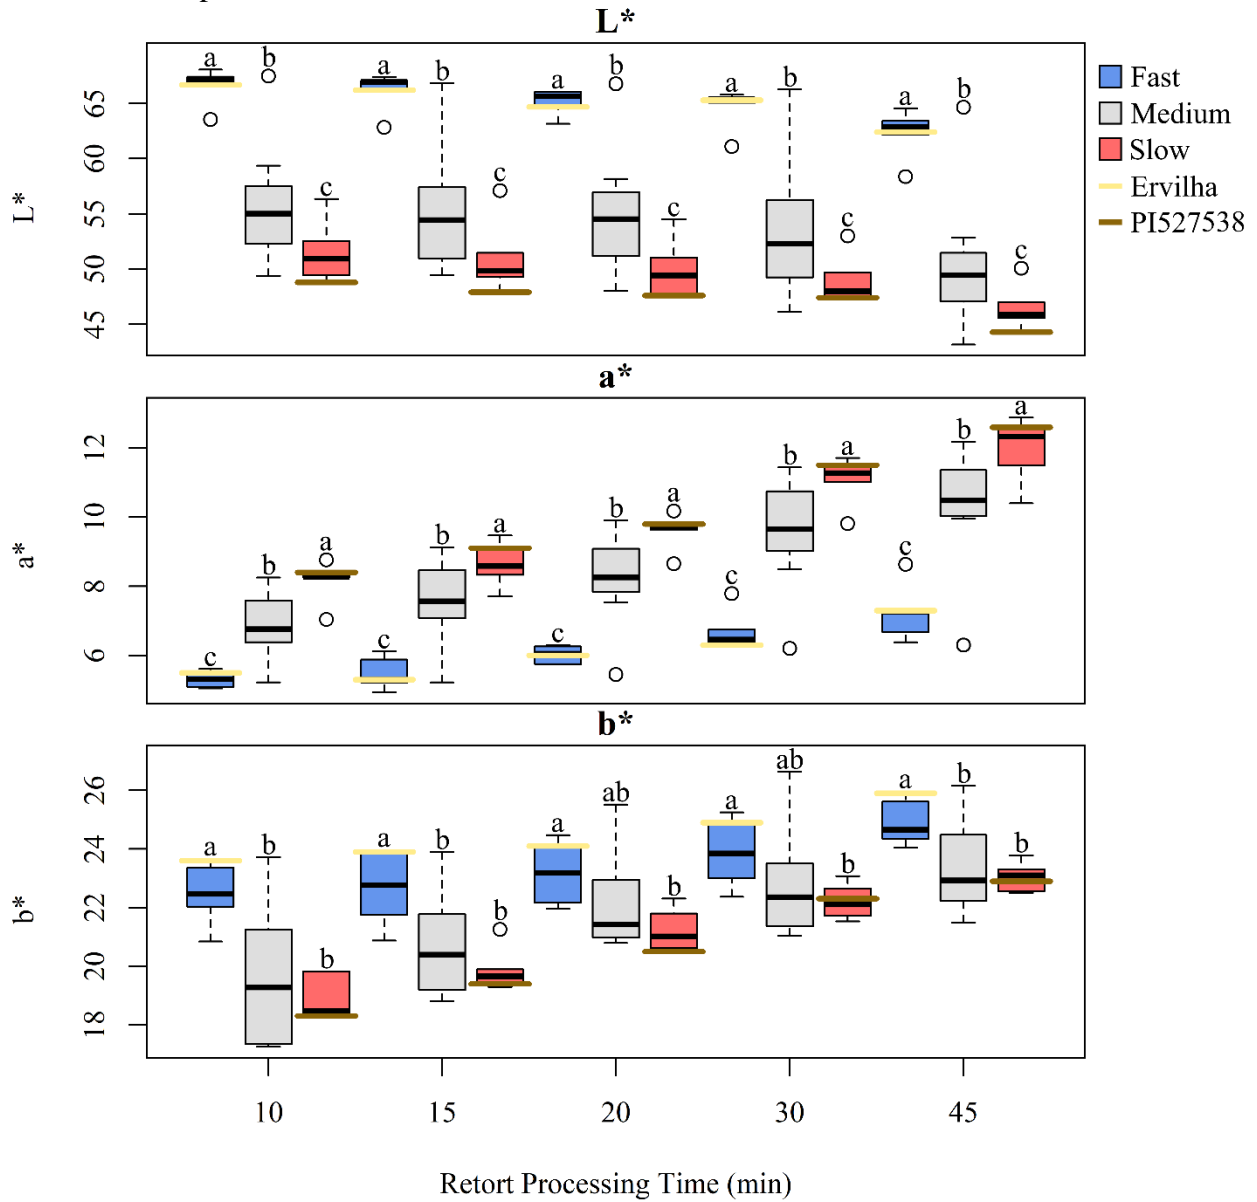 L*
a b a b a b a b a b
c c c c c
65
60
55
50
45
L*
Fast
Medium
Slow
Ervilha
PI527538
a*
c b a c b a c b a c b a c b a
12
10
8
6
a*
b*
a b b a b b a ab b a ab b a b b
26
24
22
20
18
b*
10 15 20 30 45
Retort Processing Time (min)